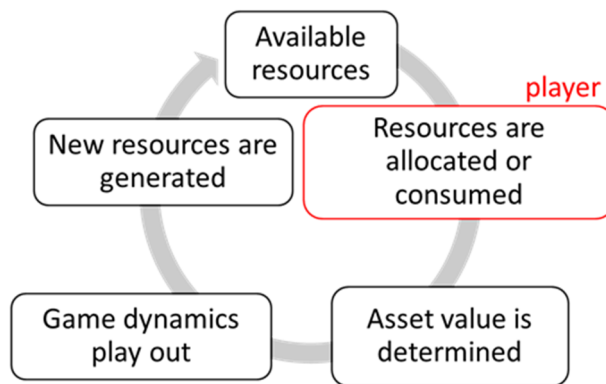 Available
resources
player
Resources are
allocated or
consumed
Asset value is
determined
Game dynamics
play out
New resources are
generated